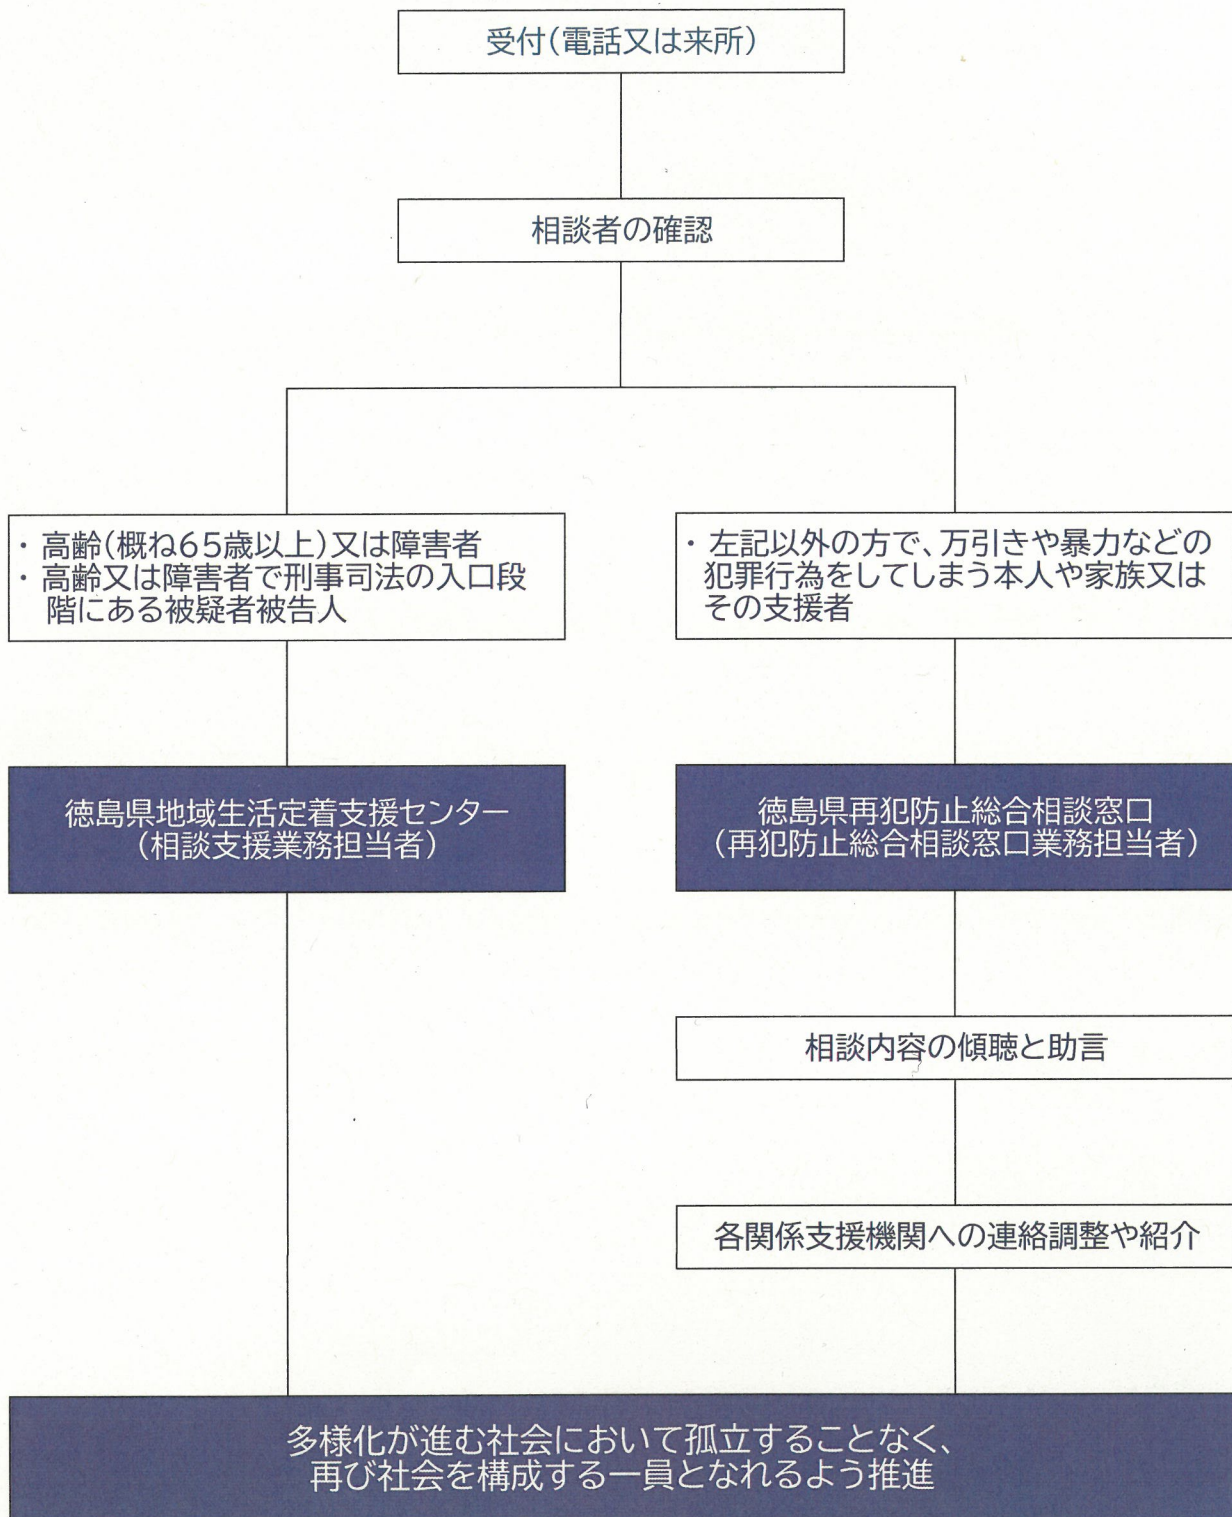 受付(電話又は来所)
相談者の確認
・高齢(概ね65歳以上)又は障害者
・高齢又は障害者で刑事司法の入口段
階にある被疑者被告人
・左記以外の方で、万引きや暴力などの
犯罪行為をしてしまう本人や家族又は
その支援者
徳島県地域生活定着支援センター
(相談支援業務担当者)
徳島県再犯防止総合相談窓口
(再犯防止総合相談窓口業務担当者)
相談内容の傾聴と助言
各関係支援機関への連絡調整や紹介
多様化が進む社会において孤立することなく、
再び社会を構成する一員となれるよう推進